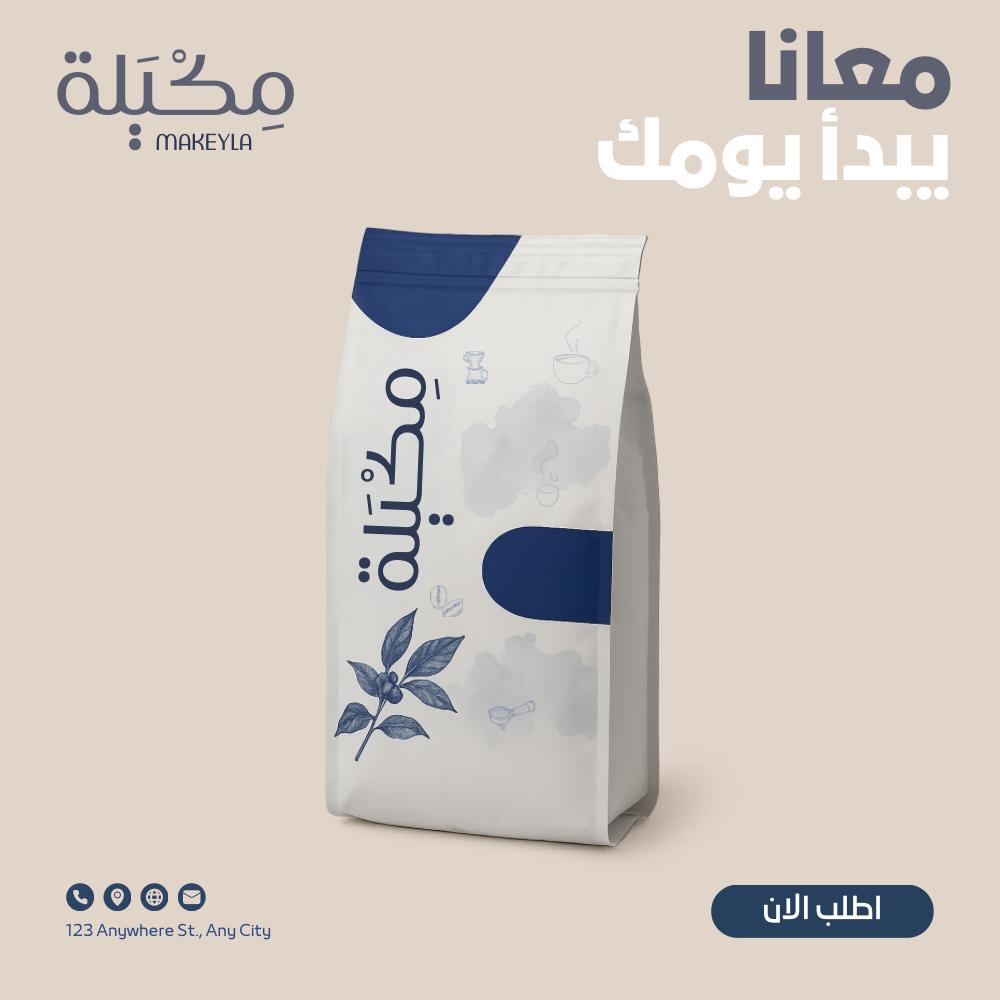 معانا
يبدأ يومك
مِكْيَلة
MAKEYLA
مِكْيَلة
123 Anywhere St., Any City
اطلب الان